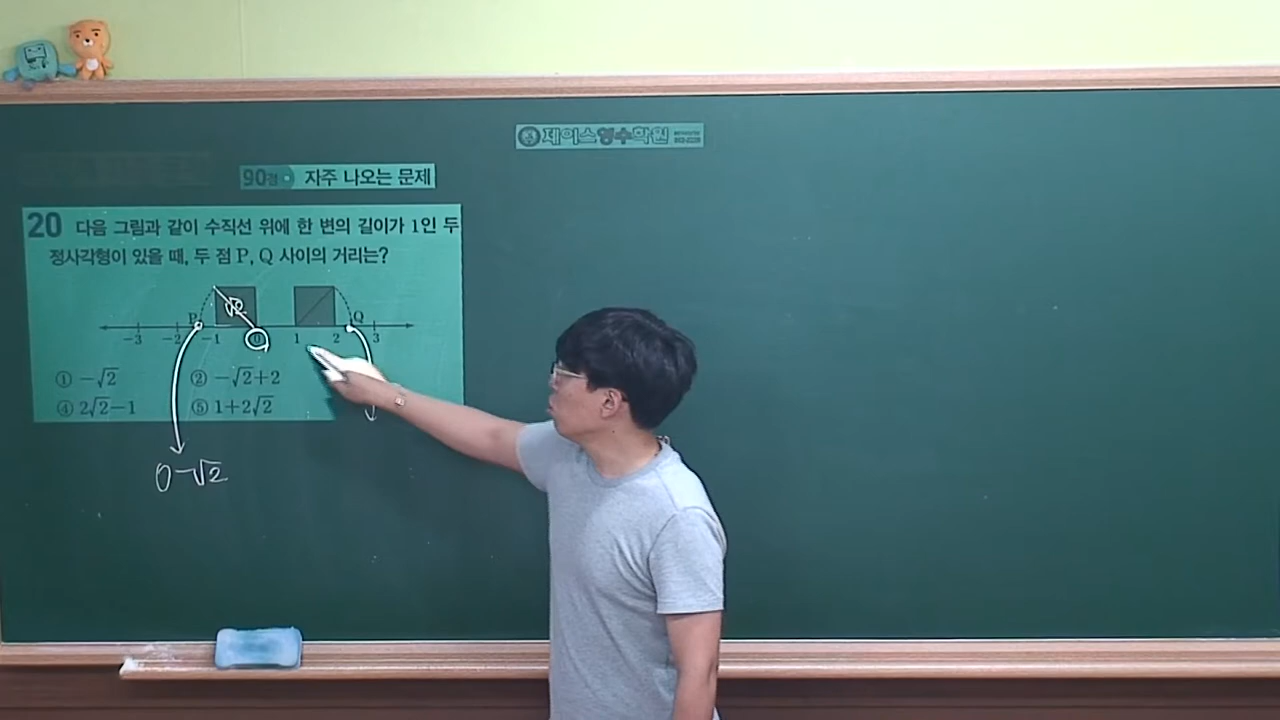 제이스영수학원
90점 자주 나오는 문제
20 다음 그림과 같이 수직선 위에 한 변의 길이가 1인 두
정사각형이 있을 때, 두 점 P, Q 사이의 거리는?
√2
P Q
-3 -2 -1 0 1 2 3
① -√2 ② -√2+2
④ 2√2-1 ⑤ 1+2√2
0-√2